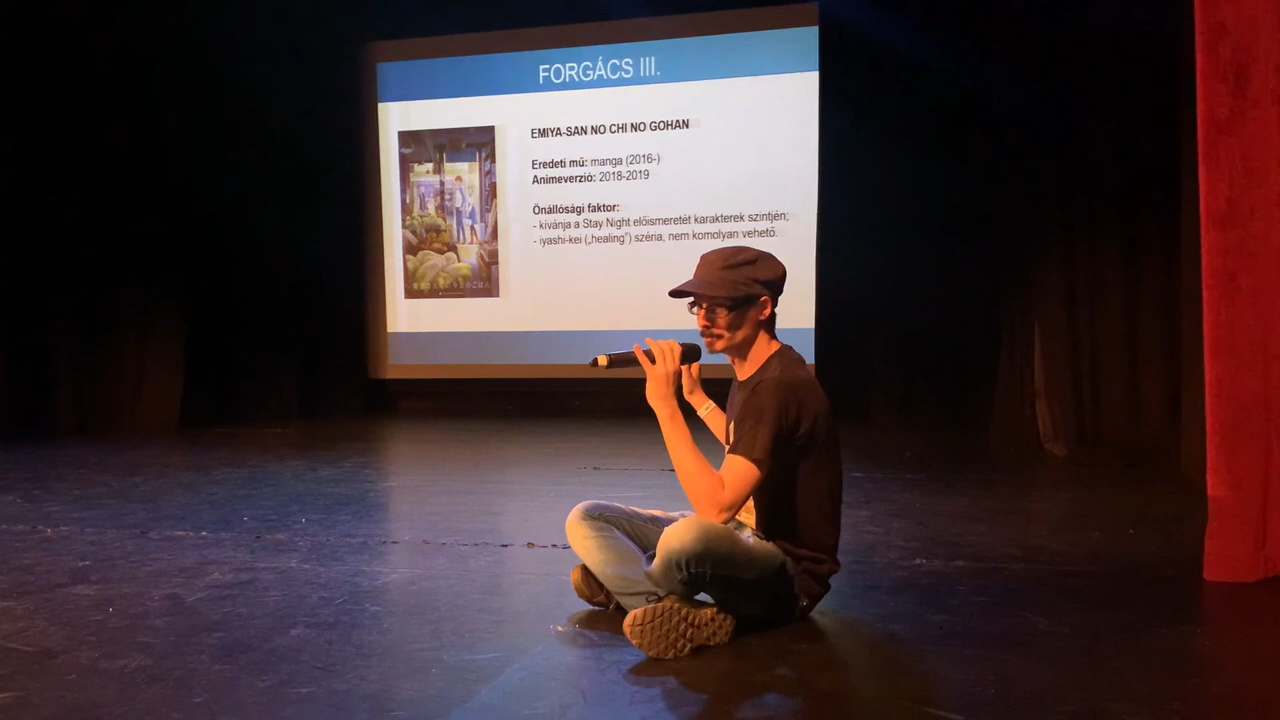 FORGÁCS III.
EMIYA-SAN NO CHI NO GOHAN
Eredeti mű: manga (2016-)
Animeverzió: 2018-2019
Önállósági faktor:
- kívánja a Stay Night előismeretét karakterek szintjén;
- iyashi-kei („healing”) széria, nem komolyan vehető.